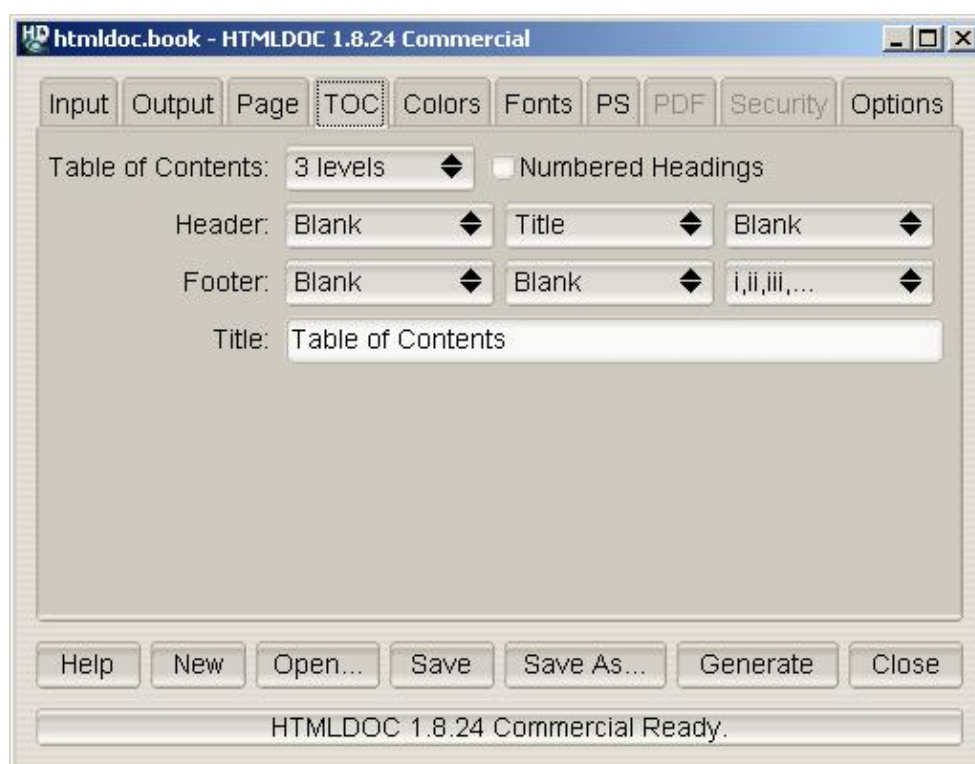 HD htmldoc.book - HTMLDOC 1.8.24 Commercial
Input Output Page TOC Colors Fonts PS PDF Security Options
Table of Contents: 3 levels Numbered Headings
Header: Blank Title Blank
Footer: Blank Blank i,ii,iii,...
Title: Table of Contents
Help New Open... Save Save As... Generate Close
HTMLDOC 1.8.24 Commercial Ready.